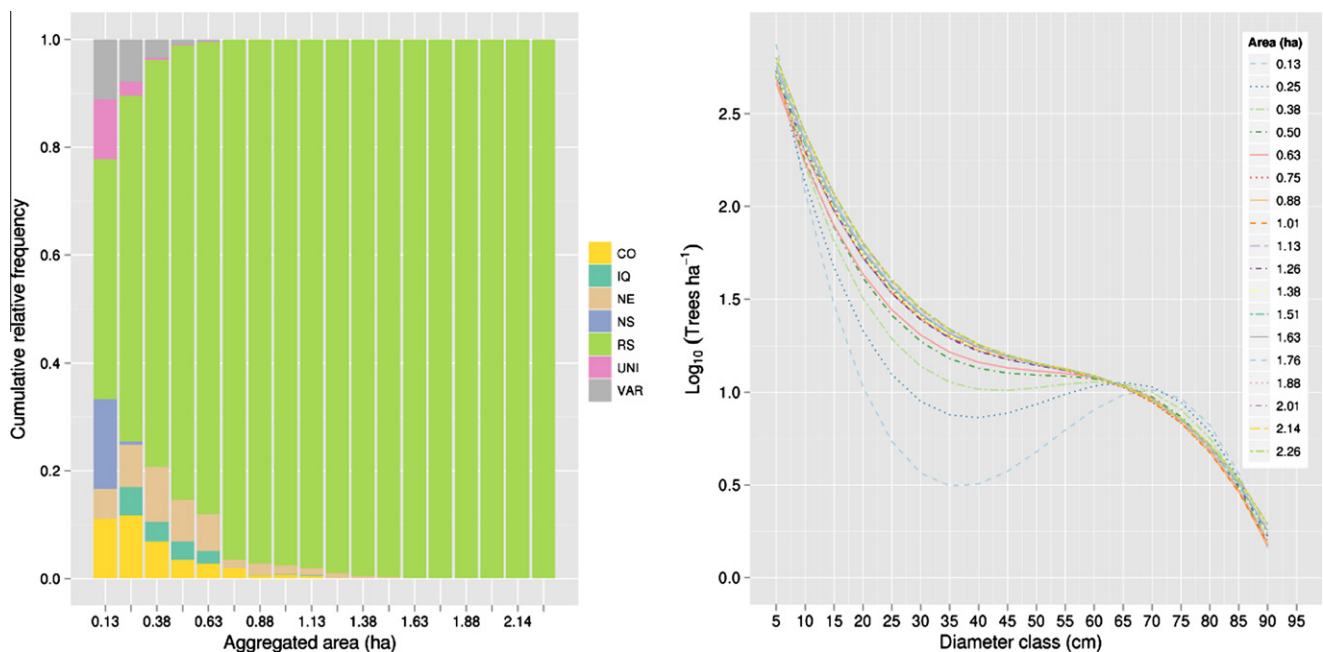 Cumulative relative frequency
1.0
0.8
0.6
0.4
0.2
0.0
0.13 0.38 0.63 0.88 1.13 1.38 1.63 1.88 2.14
Aggregated area (ha)
CO
IQ
NE
NS
RS
UNI
VAR
Log10 (Trees ha−1)
2.5
2.0
1.5
1.0
0.5
0.0
5 10 15 20 25 30 35 40 45 50 55 60 65 70 75 80 85 90 95
Diameter class (cm)
Area (ha)
0.13
0.25
0.38
0.50
0.63
0.75
0.88
1.01
1.13
1.26
1.38
1.51
1.63
1.76
1.88
2.01
2.14
2.26